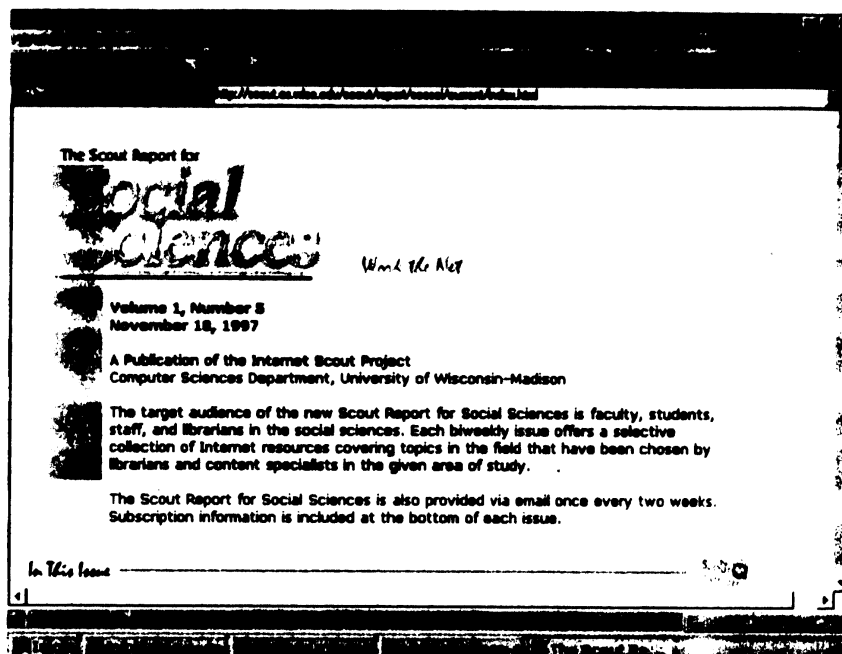 The Scout Report for
Social
Sciences
Volume 1, Number 5
November 18, 1997
A Publication of the Internet Scout Project
Computer Sciences Department, University of Wisconsin-Madison
The target audience of the new Scout Report for Social Sciences is faculty, students,
staff, and librarians in the social sciences. Each biweekly issue offers a selective
collection of Internet resources covering topics in the field that have been chosen by
librarians and content specialists in the given area of study.
The Scout Report for Social Sciences is also provided via email once every two weeks.
Subscription information is included at the bottom of each issue.
In This Issue